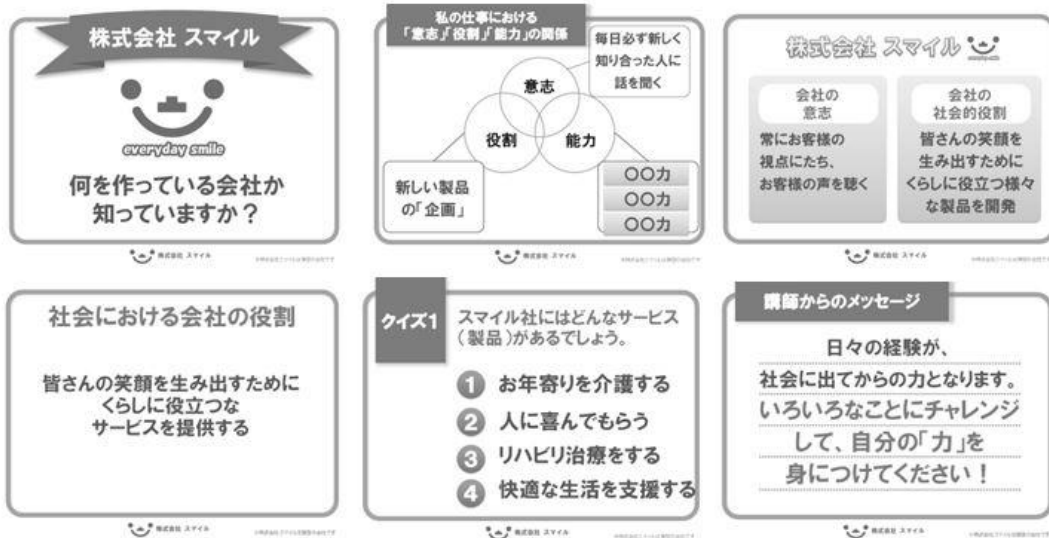 株式会社 スマイル
everyday smile
何を作っている会社か
知っていますか？
株式会社 スマイル
私の仕事における
「意志」「役割」「能力」の関係
毎日必ず新しく
知り合った人に
話を聞く
意志
役割
能力
新しい製品
の「企画」
〇〇力
〇〇力
〇〇力
株式会社 スマイル
株式会社 スマイル
everyday smile
会社の
意志
常にお客様の
視点にたち、
お客様の声を聴く
会社の
社会的役割
皆さんの笑顔を
生み出すために
くらしに役立つ様々
な製品を開発
株式会社 スマイル
社会における会社の役割
皆さんの笑顔を生み出すために
くらしに役立つな
サービスを提供する
株式会社 スマイル
クイズ1
スマイル社にはどんなサービス
（製品）があるでしょう。
1 お年寄りを介護する
2 人に喜んでもらう
3 リハビリ治療をする
4 快適な生活を支援する
株式会社 スマイル
講師からのメッセージ
日々の経験が、
社会に出てからの力となります。
いろいろなことにチャレンジ
して、自分の「力」を
身につけてください！
株式会社 スマイル